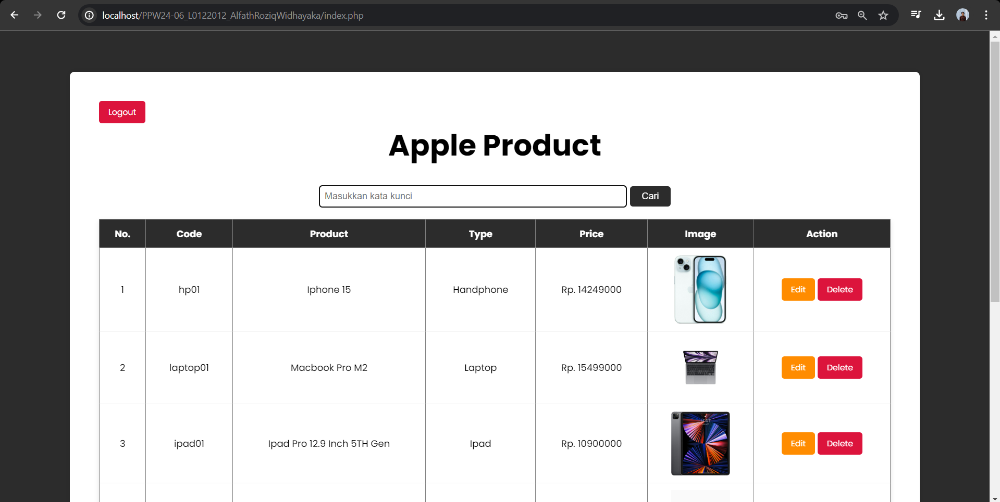 localhost/PPW24-06_L0122012_AlfathRoziqWidhayaka/index.php
Logout
Apple Product
Masukkan kata kunci Cari
No. Code Product Type Price Image Action
1 hp01 Iphone 15 Handphone Rp. 14249000 Edit Delete
2 laptop01 Macbook Pro M2 Laptop Rp. 15499000 Edit Delete
9:41
3 ipad01 Ipad Pro 12.9 Inch 5TH Gen Ipad Rp. 10900000 Edit Delete